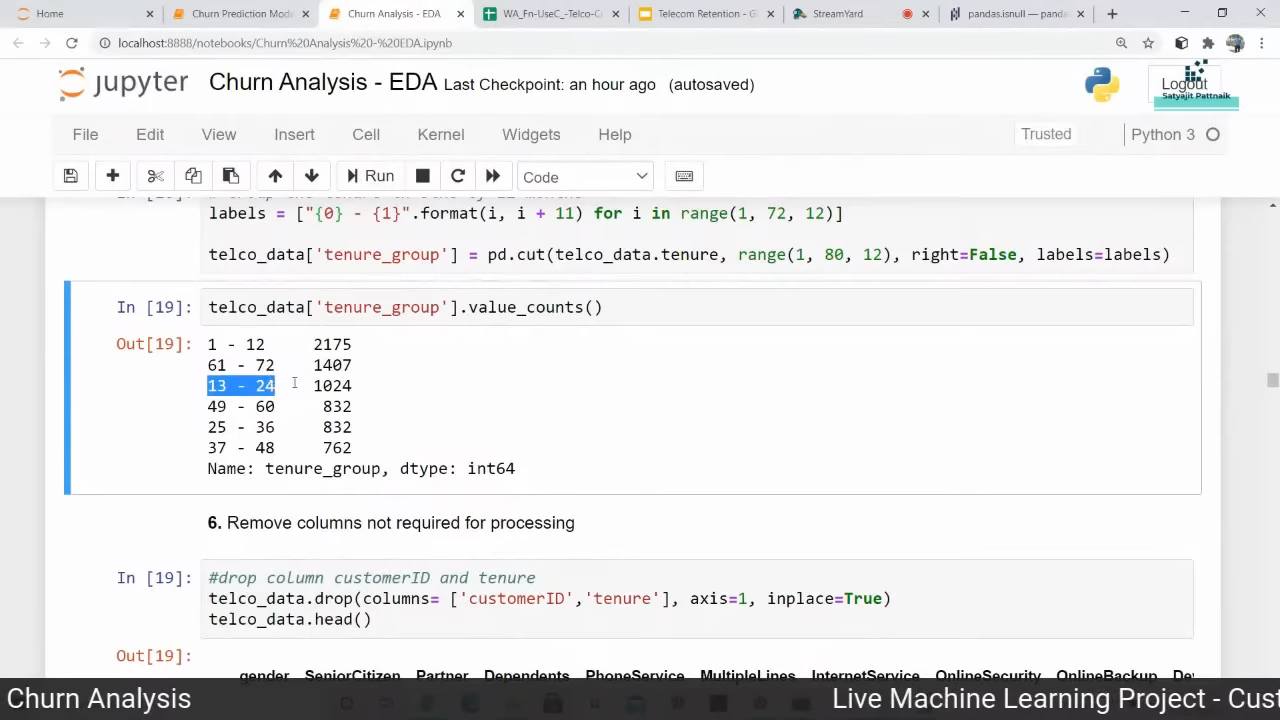 Home
Churn Prediction Mode
Churn Analysis - EDA
WA_Fn-UseC_-Telco-C
Telecom Retention - G
StreamYard
pandas.isnull — panda
localhost:8888/notebooks/Churn%20Analysis%20-%20EDA.ipynb
jupyter Churn Analysis - EDA Last Checkpoint: an hour ago (autosaved)
Logout
Satyajit Pattnaik
File Edit View Insert Cell Kernel Widgets Help Trusted Python 3
Run Code
labels = ["{0} - {1}".format(i, i + 11) for i in range(1, 72, 12)]
telco_data['tenure_group'] = pd.cut(telco_data.tenure, range(1, 80, 12), right=False, labels=labels)
In [19]: telco_data['tenure_group'].value_counts()
Out[19]: 1 - 12 2175
61 - 72 1407
13 - 24 1024
49 - 60 832
25 - 36 832
37 - 48 762
Name: tenure_group, dtype: int64
6. Remove columns not required for processing
In [19]: #drop column customerID and tenure
telco_data.drop(columns= ['customerID','tenure'], axis=1, inplace=True)
telco_data.head()
Out[19]:
gender SeniorCitizen Partner Dependents PhoneService MultipleLines InternetService OnlineSecurity OnlineBackup De
Churn Analysis
Live Machine Learning Project - Cust